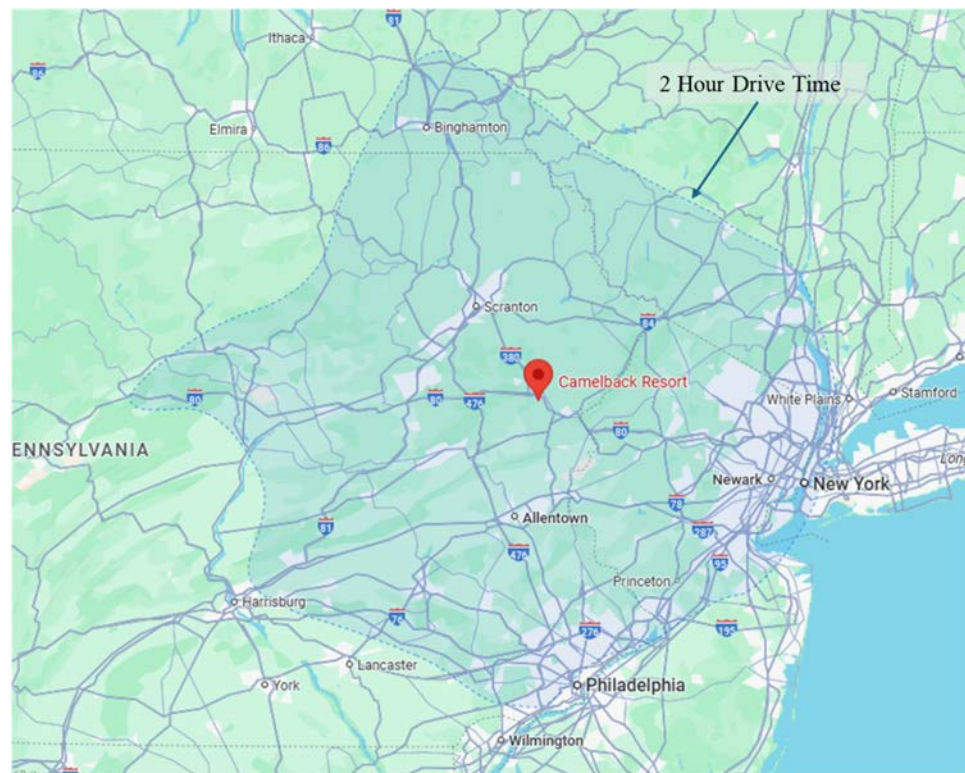 81
Ithaca
86
2 Hour Drive Time
Elmira
Binghamton
86
Scranton
84
380
Camelback Resort
80
80
476
White Plains
Stamford
80
ENNSYLVANIA
Long
Newark
New York
78
Allentown
81
287
476
95
Princeton
Harrisburg
76
276
195
Lancaster
York
Philadelphia
Wilmington